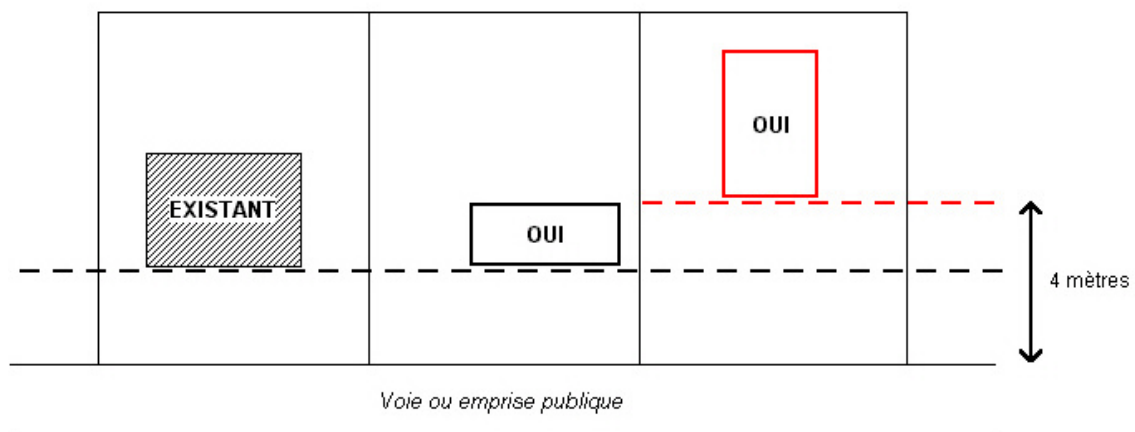 OUI
EXISTANT
OUI
4 mètres
Voie ou emprise publique